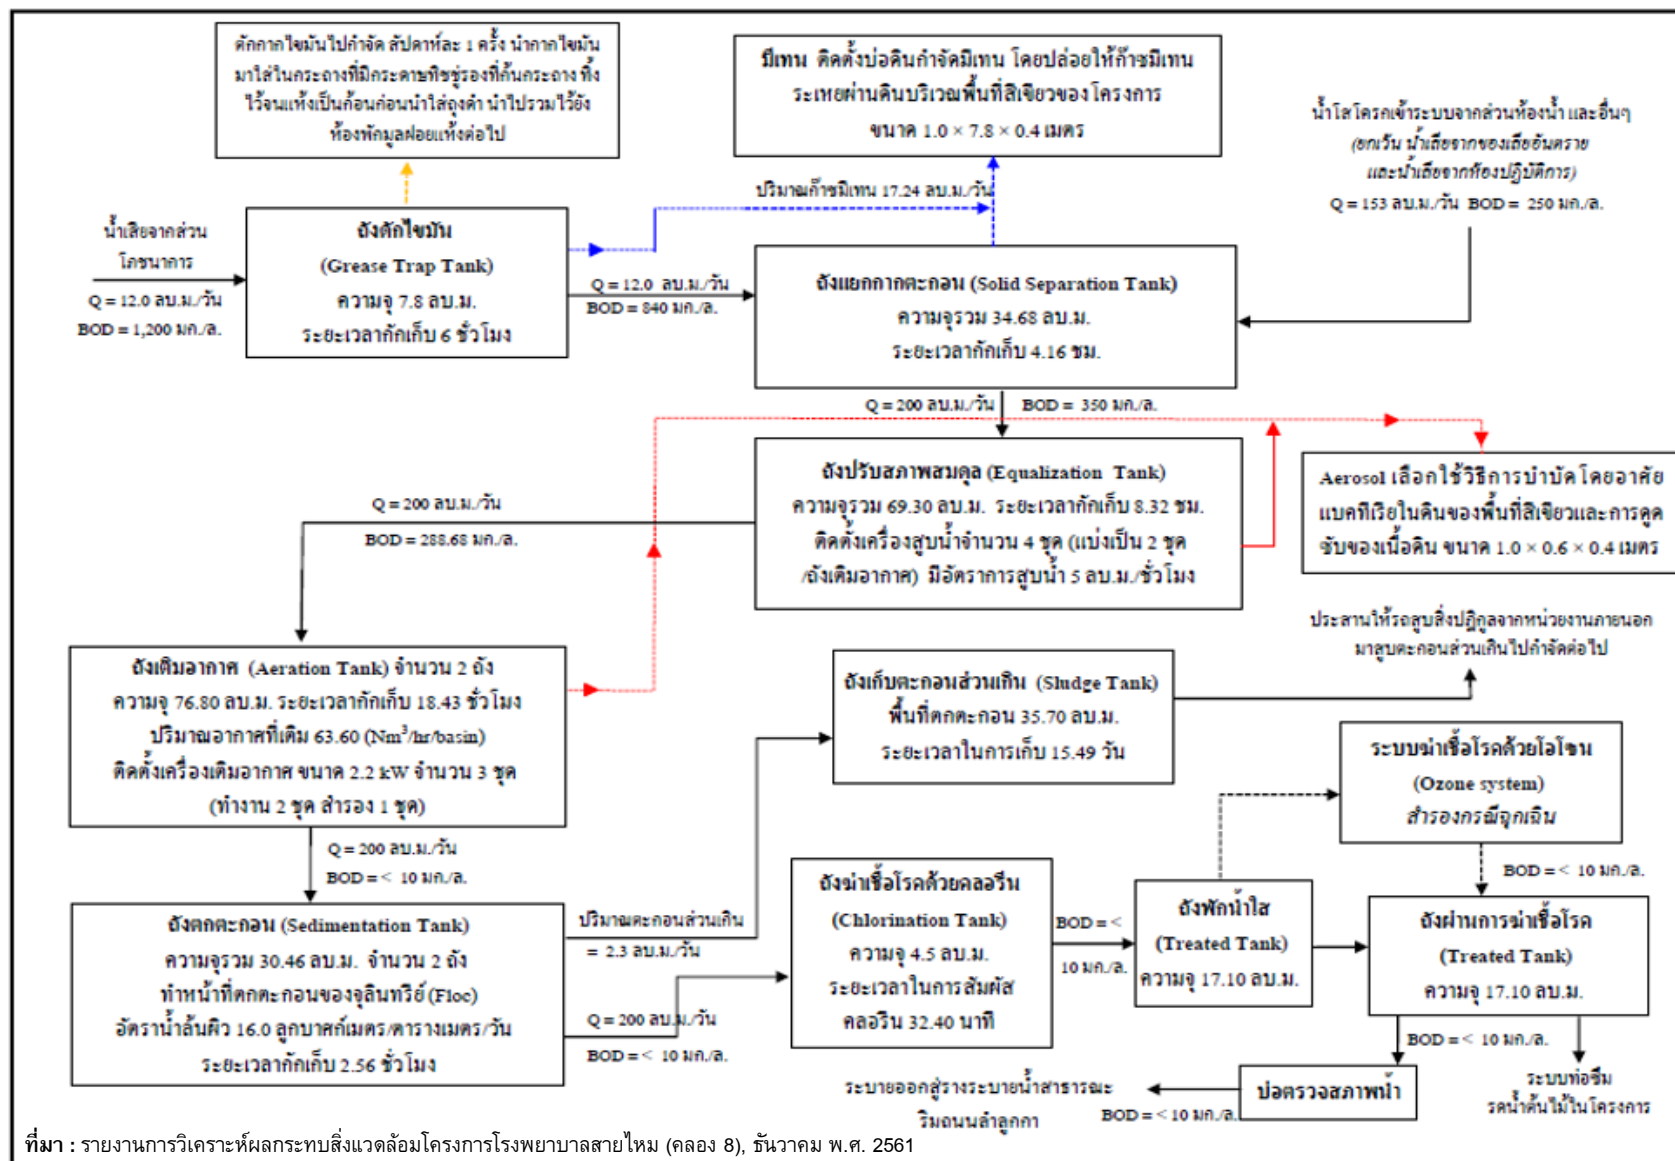 ตักกากไขมันไปกำจัด สัปดาห์ละ 1 ครั้ง นำกากไขมัน
มาใส่ในกระถางที่มีกระดาษทิชชู่รองที่ก้นกระถาง ทิ้ง
ไว้จนแห้งเป็นก้อนก่อนนำใส่ถุงดำ นำไปรวมไว้ยัง
ห้องพักมูลฝอยแห้งต่อไป
มีเทน ติดตั้งบ่อดินกำจัดมีเทน โดยปล่อยให้ก๊าซมีเทน
ระเหยผ่านดินบริเวณพื้นที่สีเขียวของโครงการ
ขนาด 1.0 × 7.8 × 0.4 เมตร
น้ำโสโครกเข้าระบบจากส่วนห้องน้ำ และอื่นๆ
(ยกเว้น น้ำเสียจากของเสียอันตราย
และน้ำเสียจากห้องปฏิบัติการ)
Q = 153 ลบ.ม./วัน BOD = 250 มก./ล.
ปริมาณก๊าซมีเทน 17.24 ลบ.ม./วัน
น้ำเสียจากส่วน
โภชนาการ
Q = 12.0 ลบ.ม./วัน
BOD = 1,200 มก./ล.
ถังดักไขมัน
(Grease Trap Tank)
ความจุ 7.8 ลบ.ม.
ระยะเวลากักเก็บ 6 ชั่วโมง
Q = 12.0 ลบ.ม./วัน
BOD = 840 มก./ล.
ถังแยกกากตะกอน (Solid Separation Tank)
ความจุรวม 34.68 ลบ.ม.
ระยะเวลากักเก็บ 4.16 ชม.
Q = 200 ลบ.ม./วัน BOD = 350 มก./ล.
ถังปรับสภาพสมดุล (Equalization Tank)
ความจุรวม 69.30 ลบ.ม. ระยะเวลากักเก็บ 8.32 ชม.
ติดตั้งเครื่องสูบน้ำจำนวน 4 ชุด (แบ่งเป็น 2 ชุด
/ถังเติมอากาศ) มีอัตราการสูบน้ำ 5 ลบ.ม./ชั่วโมง
Aerosol เลือกใช้วิธีการบำบัดโดยอาศัย
แบคทีเรียในดินของพื้นที่สีเขียวและการดูด
ซับของเนื้อดิน ขนาด 1.0 × 0.6 × 0.4 เมตร
Q = 200 ลบ.ม./วัน
BOD = 288.68 มก./ล.
ถังเติมอากาศ (Aeration Tank) จำนวน 2 ถัง
ความจุ 76.80 ลบ.ม. ระยะเวลากักเก็บ 18.43 ชั่วโมง
ปริมาณอากาศที่เติม 63.60 (Nm³/hr/basin)
ติดตั้งเครื่องเติมอากาศ ขนาด 2.2 kW จำนวน 3 ชุด
(ทำงาน 2 ชุด สำรอง 1 ชุด)
ถังเก็บตะกอนส่วนเกิน (Sludge Tank)
พื้นที่ตกตะกอน 35.70 ลบ.ม.
ระยะเวลาในการเก็บ 15.49 วัน
ประสานให้รถสูบสิ่งปฏิกูลจากหน่วยงานภายนอก
มาสูบตะกอนส่วนเกินไปกำจัดต่อไป
ระบบฆ่าเชื้อโรคด้วยโอโซน
(Ozone system)
สำรองกรณีฉุกเฉิน
Q = 200 ลบ.ม./วัน
BOD = < 10 มก./ล.
BOD = < 10 มก./ล.
ถังตกตะกอน (Sedimentation Tank)
ความจุรวม 30.46 ลบ.ม. จำนวน 2 ถัง
ทำหน้าที่ตกตะกอนของจุลินทรีย์ (Floc)
อัตราน้ำล้นผิว 16.0 ลูกบาศก์เมตร/ตารางเมตร/วัน
ระยะเวลากักเก็บ 2.56 ชั่วโมง
ปริมาณตะกอนส่วนเกิน
= 2.3 ลบ.ม./วัน
Q = 200 ลบ.ม./วัน
BOD = < 10 มก./ล.
ถังฆ่าเชื้อโรคด้วยคลอรีน
(Chlorination Tank)
ความจุ 4.5 ลบ.ม.
ระยะเวลาในการสัมผัส
คลอรีน 32.40 นาที
BOD = <
10 มก./ล.
ถังพักน้ำใส
(Treated Tank)
ความจุ 17.10 ลบ.ม.
ถังผ่านการฆ่าเชื้อโรค
(Treated Tank)
ความจุ 17.10 ลบ.ม.
BOD = < 10 มก./ล.
ระบบท่อซึม
รดน้ำต้นไม้ในโครงการ
บ่อตรวจสภาพน้ำ
ระบายออกสู่รางระบายน้ำสาธารณะ
ริมถนนลำลูกกา
BOD = < 10 มก./ล.
ที่มา : รายงานการวิเคราะห์ผลกระทบสิ่งแวดล้อมโครงการโรงพยาบาลสายไหม (คลอง 8), ธันวาคม พ.ศ. 2561